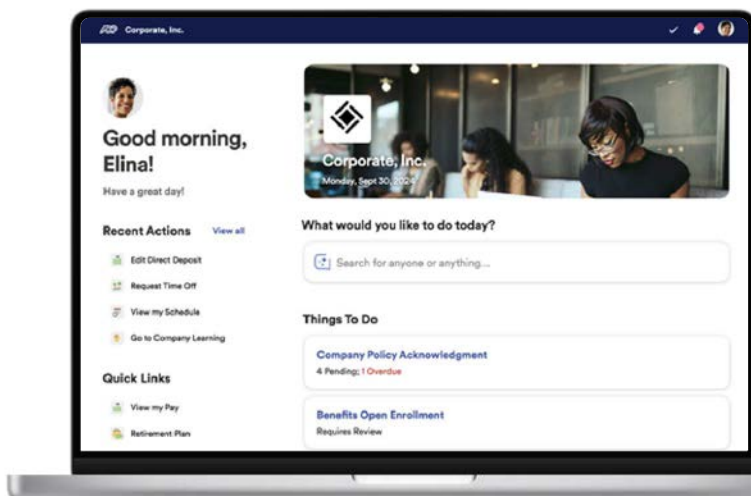 ADP Corporate, Inc.
Good morning,
Elina!
Have a great day!
Recent Actions View all
Edit Direct Deposit
Request Time Off
View my Schedule
Go to Company Learning
Quick Links
View my Pay
Retirement Plan
Corporate, Inc.
Monday, Sept 30, 2024
What would you like to do today?
Search for anyone or anything...
Things To Do
Company Policy Acknowledgment
4 Pending; 1 Overdue
Benefits Open Enrollment
Requires Review